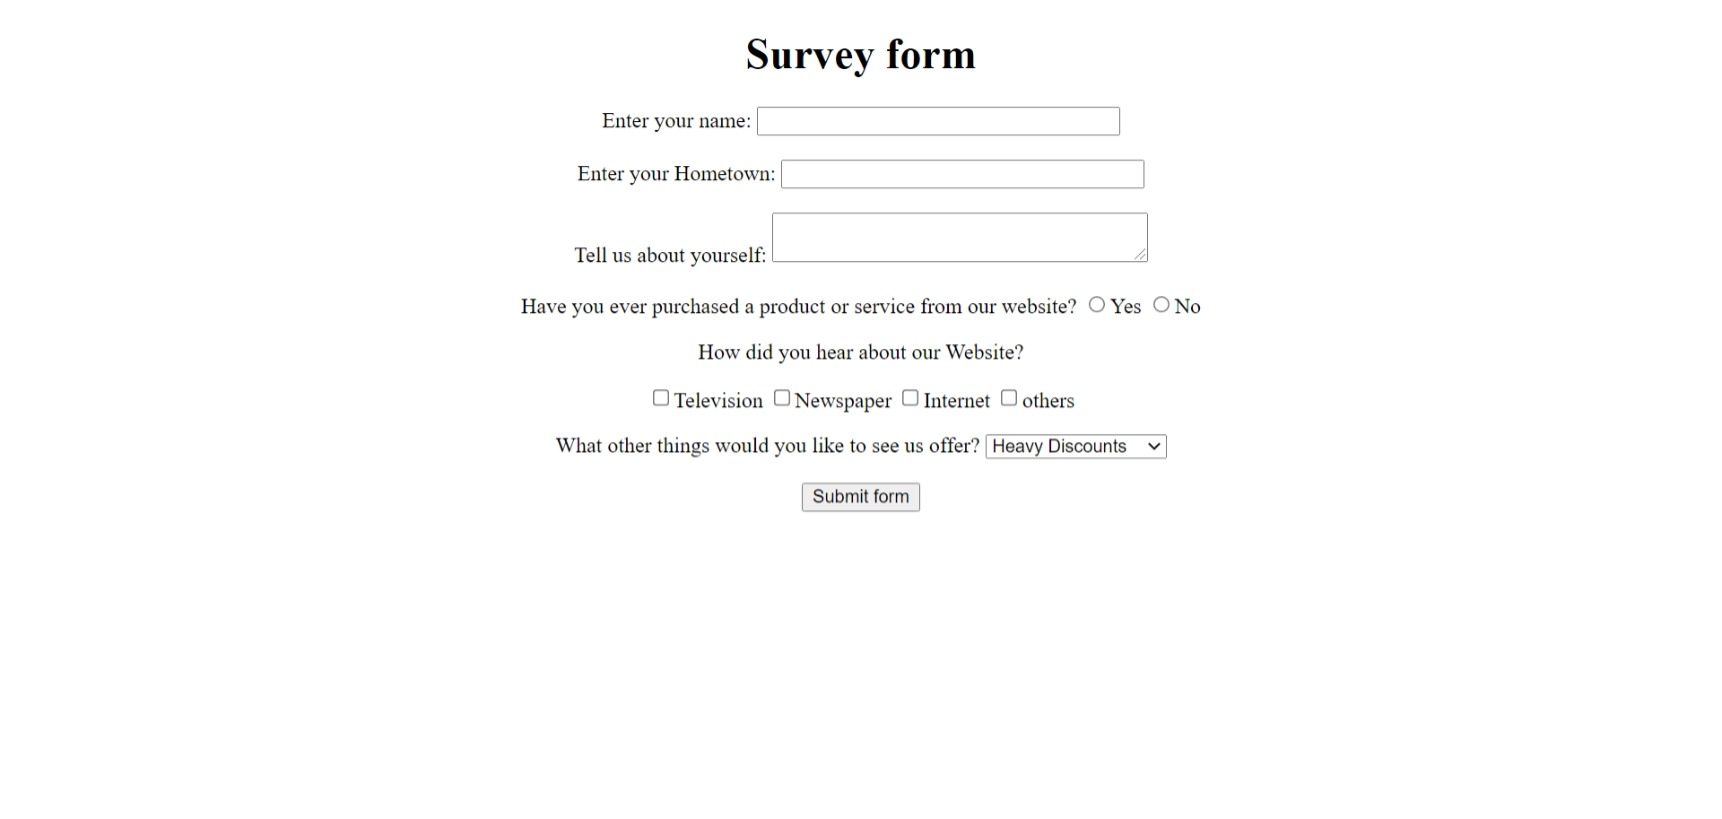 Survey form
Enter your name:
Enter your Hometown:
Tell us about yourself:
Have you ever purchased a product or service from our website? Yes No
How did you hear about our Website?
Television Newspaper Internet others
What other things would you like to see us offer? Heavy Discounts
Submit form